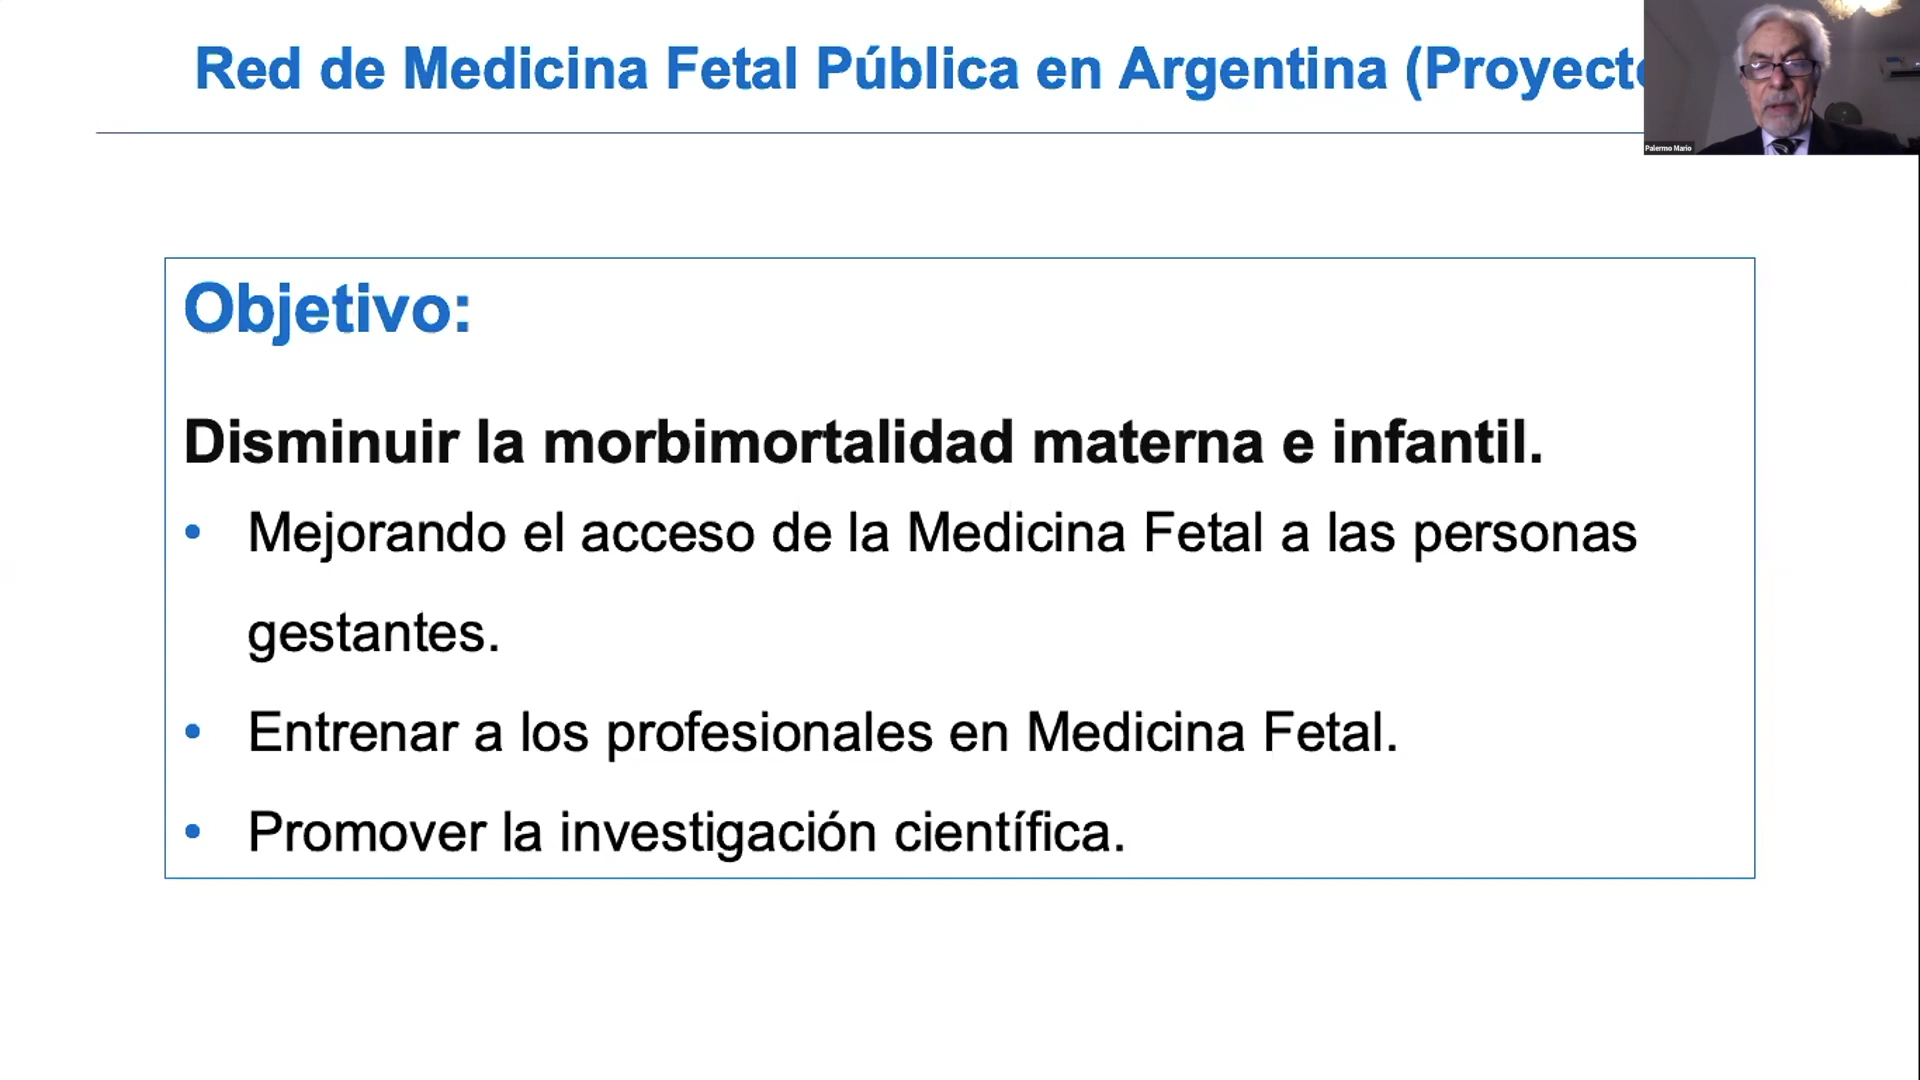 Red de Medicina Fetal Pública en Argentina (Proyecto
Palermo Mario
Objetivo:
Disminuir la morbimortalidad materna e infantil.
• Mejorando el acceso de la Medicina Fetal a las personas
gestantes.
• Entrenar a los profesionales en Medicina Fetal.
• Promover la investigación científica.